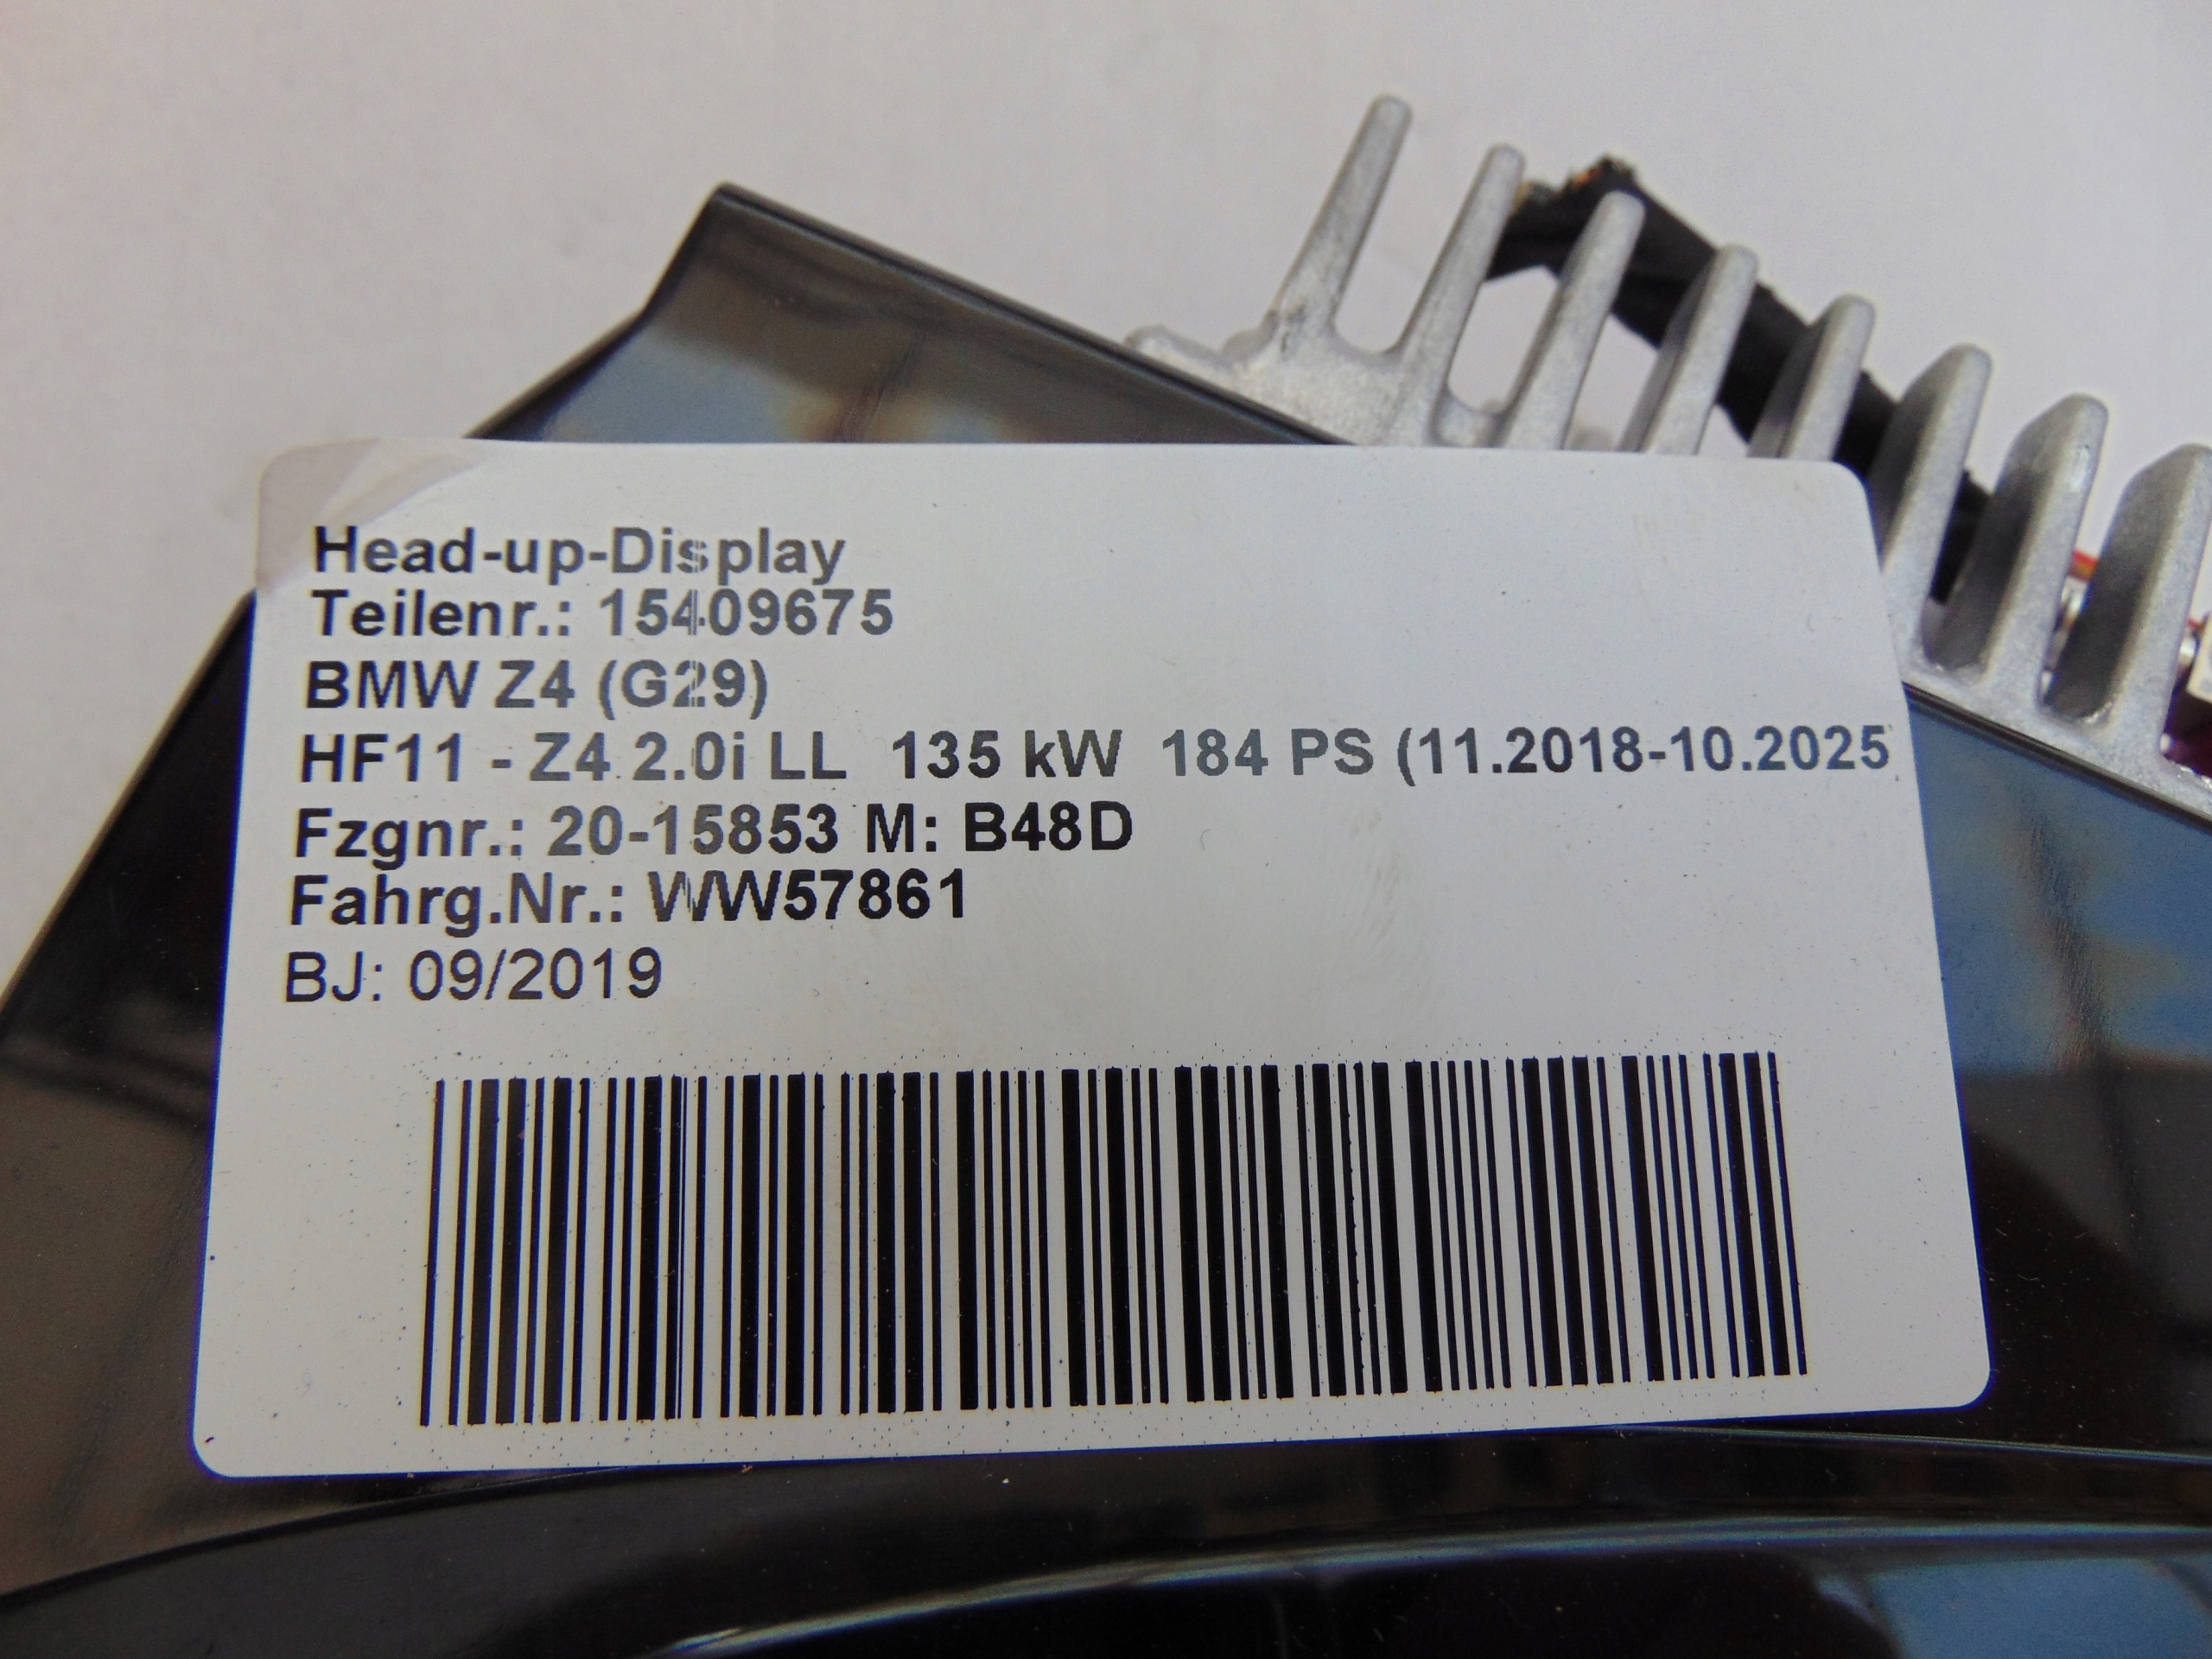 Head-up-Display
Teilenr.: 15409675
BMW Z4 (G29)
HF11 - Z4 2.0i LL 135 kW 184 PS (11.2018-10.2025
Fzgnr.: 20-15853 M: B48D
Fahrg.Nr.: WW57861
BJ: 09/2019